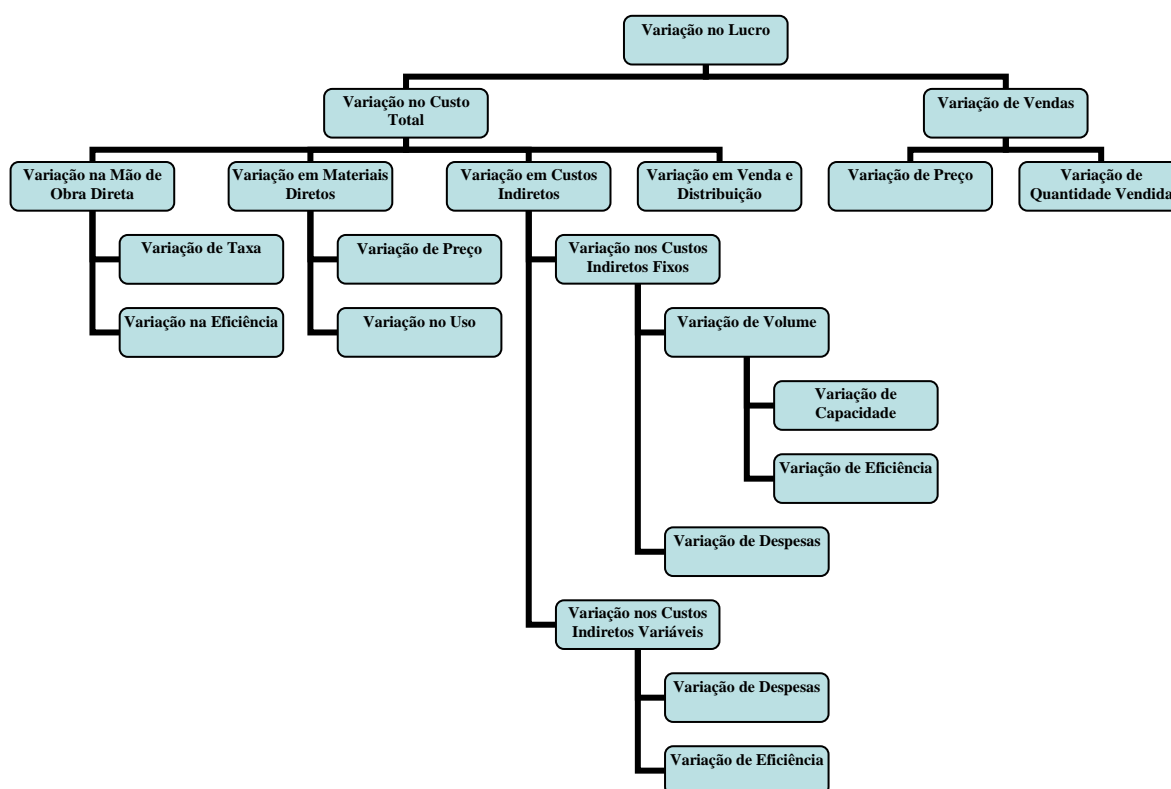 Variação no Lucro
Variação no Custo
Total
Variação de Vendas
Variação na Mão de
Obra Direta
Variação em Materiais
Diretos
Variação em Custos
Indiretos
Variação em Venda e
Distribuição
Variação de Preço
Variação de
Quantidade Vendida
Variação de Taxa
Variação de Preço
Variação nos Custos
Indiretos Fixos
Variação na Eficiência
Variação no Uso
Variação de Volume
Variação de
Capacidade
Variação de Eficiência
Variação de Despesas
Variação nos Custos
Indiretos Variáveis
Variação de Despesas
Variação de Eficiência